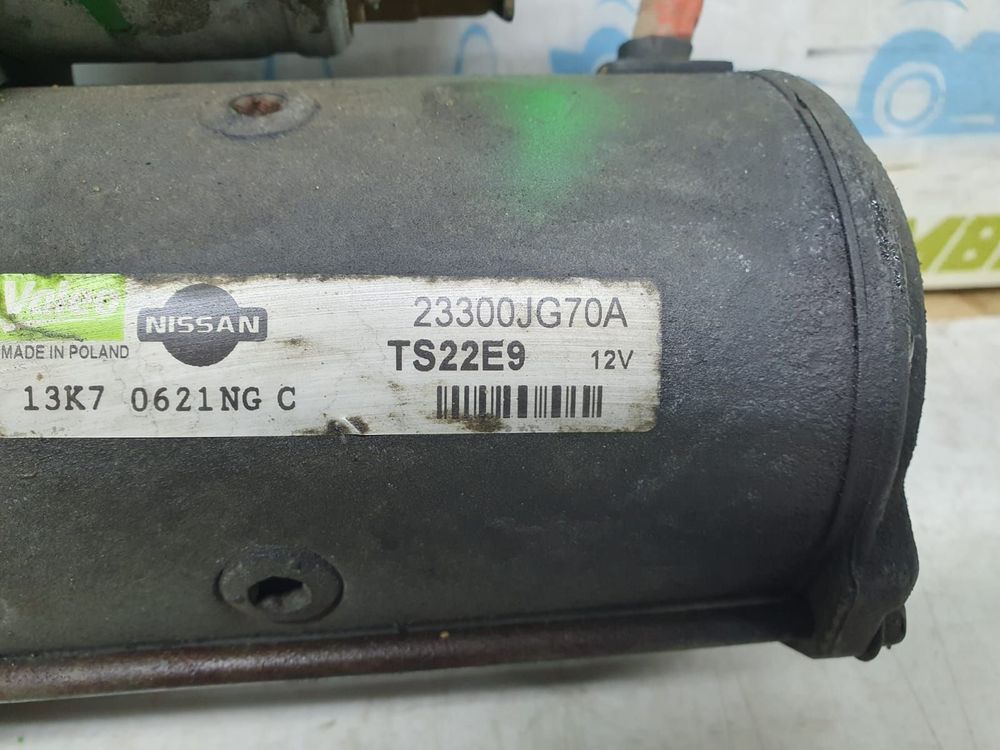 Valeo NISSAN 23300JG70A
MADE IN POLAND TS22E9 12V
13K7 0621NG C